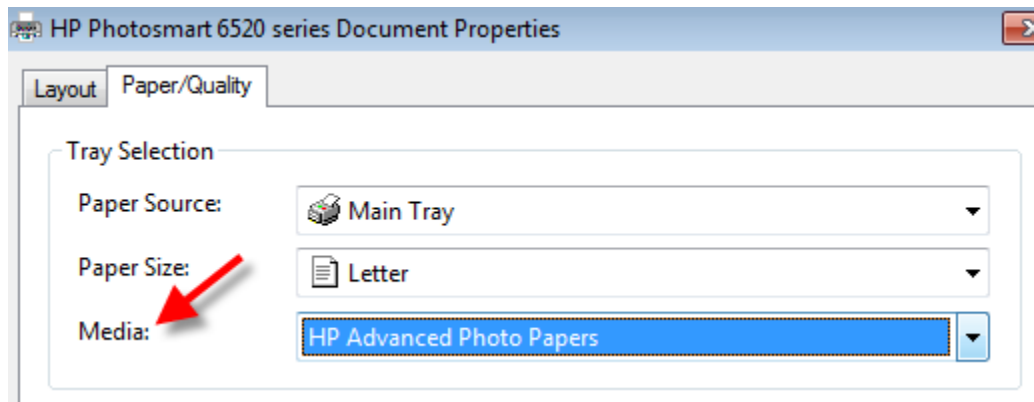 HP Photosmart 6520 series Document Properties
Layout Paper/Quality
Tray Selection
Paper Source: Main Tray
Paper Size: Letter
Media: HP Advanced Photo Papers